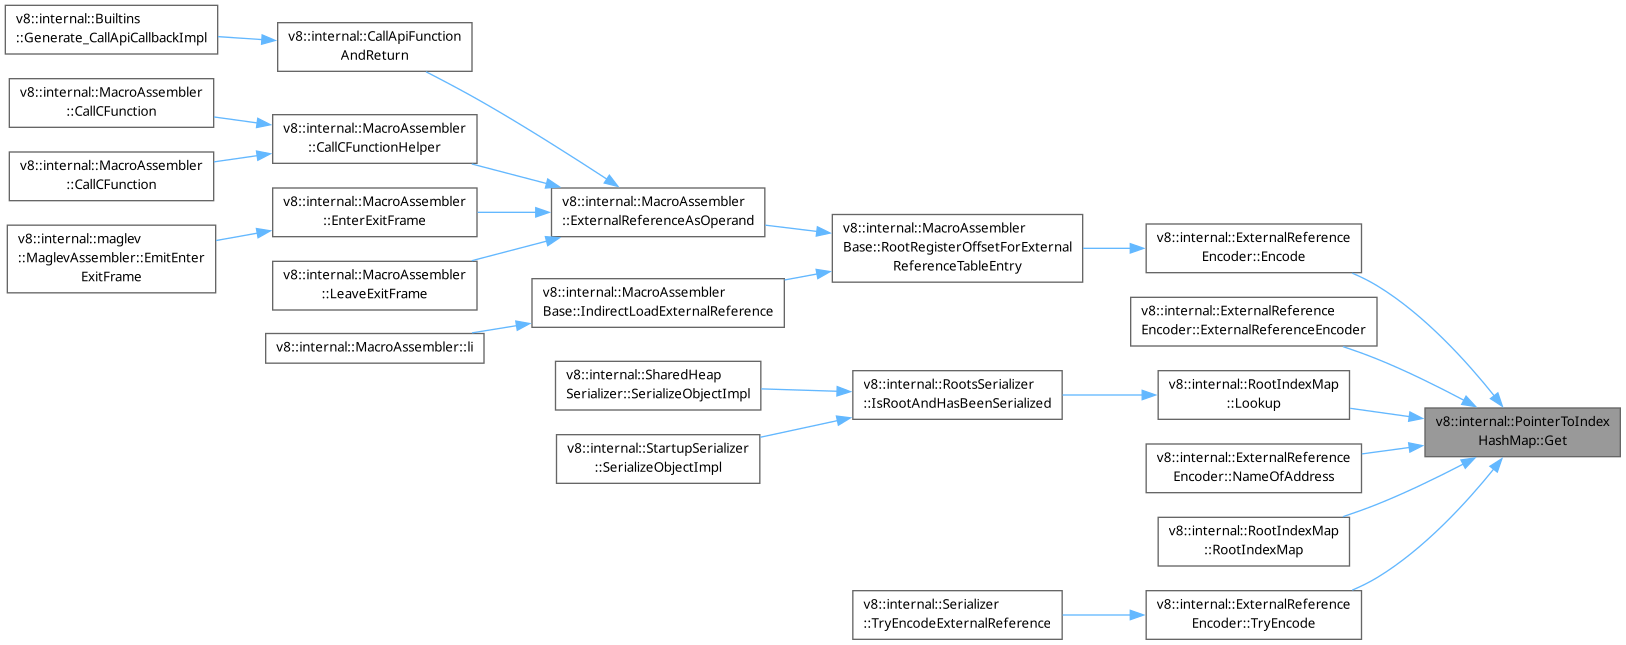 v8::internal::Builtins
::Generate_CallApiCallbackImpl
v8::internal::MacroAssembler
::CallCFunction
v8::internal::MacroAssembler
::CallCFunction
v8::internal::maglev
::MaglevAssembler::EmitEnter
ExitFrame
v8::internal::CallApiFunction
AndReturn
v8::internal::MacroAssembler
::CallCFunctionHelper
v8::internal::MacroAssembler
::EnterExitFrame
v8::internal::MacroAssembler
::LeaveExitFrame
v8::internal::MacroAssembler::li
v8::internal::MacroAssembler
::ExternalReferenceAsOperand
v8::internal::MacroAssembler
Base::IndirectLoadExternalReference
v8::internal::SharedHeap
Serializer::SerializeObjectImpl
v8::internal::StartupSerializer
::SerializeObjectImpl
v8::internal::MacroAssembler
Base::RootRegisterOffsetForExternal
ReferenceTableEntry
v8::internal::RootsSerializer
::IsRootAndHasBeenSerialized
v8::internal::Serializer
::TryEncodeExternalReference
v8::internal::ExternalReference
Encoder::Encode
v8::internal::ExternalReference
Encoder::ExternalReferenceEncoder
v8::internal::RootIndexMap
::Lookup
v8::internal::ExternalReference
Encoder::NameOfAddress
v8::internal::RootIndexMap
::RootIndexMap
v8::internal::ExternalReference
Encoder::TryEncode
v8::internal::PointerToIndex
HashMap::Get